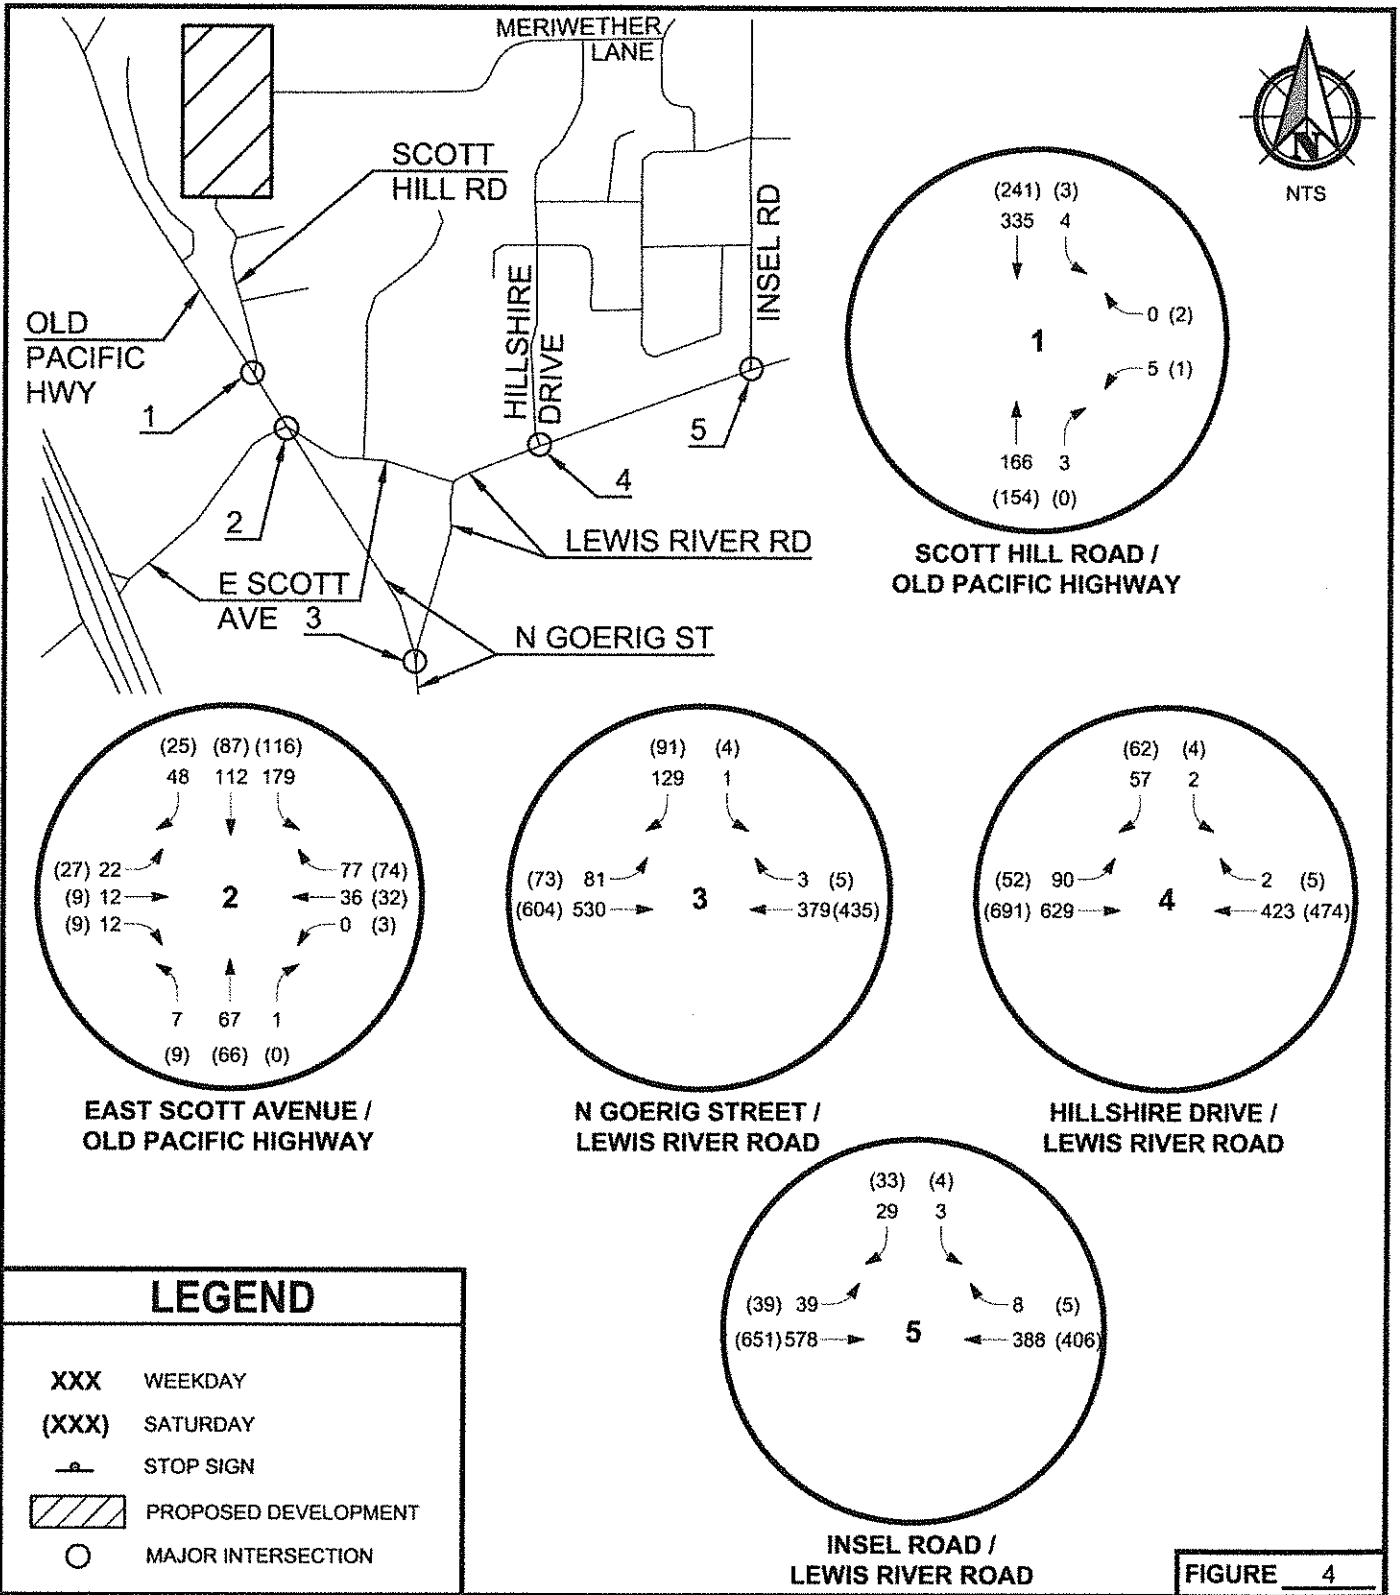 MERIWETHER
LANE
SCOTT
HILL RD
OLD
PACIFIC
HWY
HILLSHIRE
DRIVE
INSEL RD
1
2
3
4
5
E SCOTT
AVE
LEWIS RIVER RD
N GOERIG ST
N
NTS
(241) (3)
335 4
0 (2)
1
5 (1)
166 3
(154) (0)
SCOTT HILL ROAD /
OLD PACIFIC HIGHWAY
(25) (87) (116)
48 112 179
(27) 22 77 (74)
(9) 12 2 36 (32)
(9) 12 0 (3)
7 67 1
(9) (66) (0)
EAST SCOTT AVENUE /
OLD PACIFIC HIGHWAY
(91) (4)
129 1
(73) 81 3 (5)
3
(604) 530 379 (435)
N GOERIG STREET /
LEWIS RIVER ROAD
(62) (4)
57 2
(52) 90 2 (5)
4
(691) 629 423 (474)
HILLSHIRE DRIVE /
LEWIS RIVER ROAD
(33) (4)
29 3
(39) 39 8 (5)
(651) 578 5 388 (406)
INSEL ROAD /
LEWIS RIVER ROAD
LEGEND
XXX WEEKDAY
(XXX) SATURDAY
STOP SIGN
PROPOSED DEVELOPMENT
MAJOR INTERSECTION
FIGURE 4